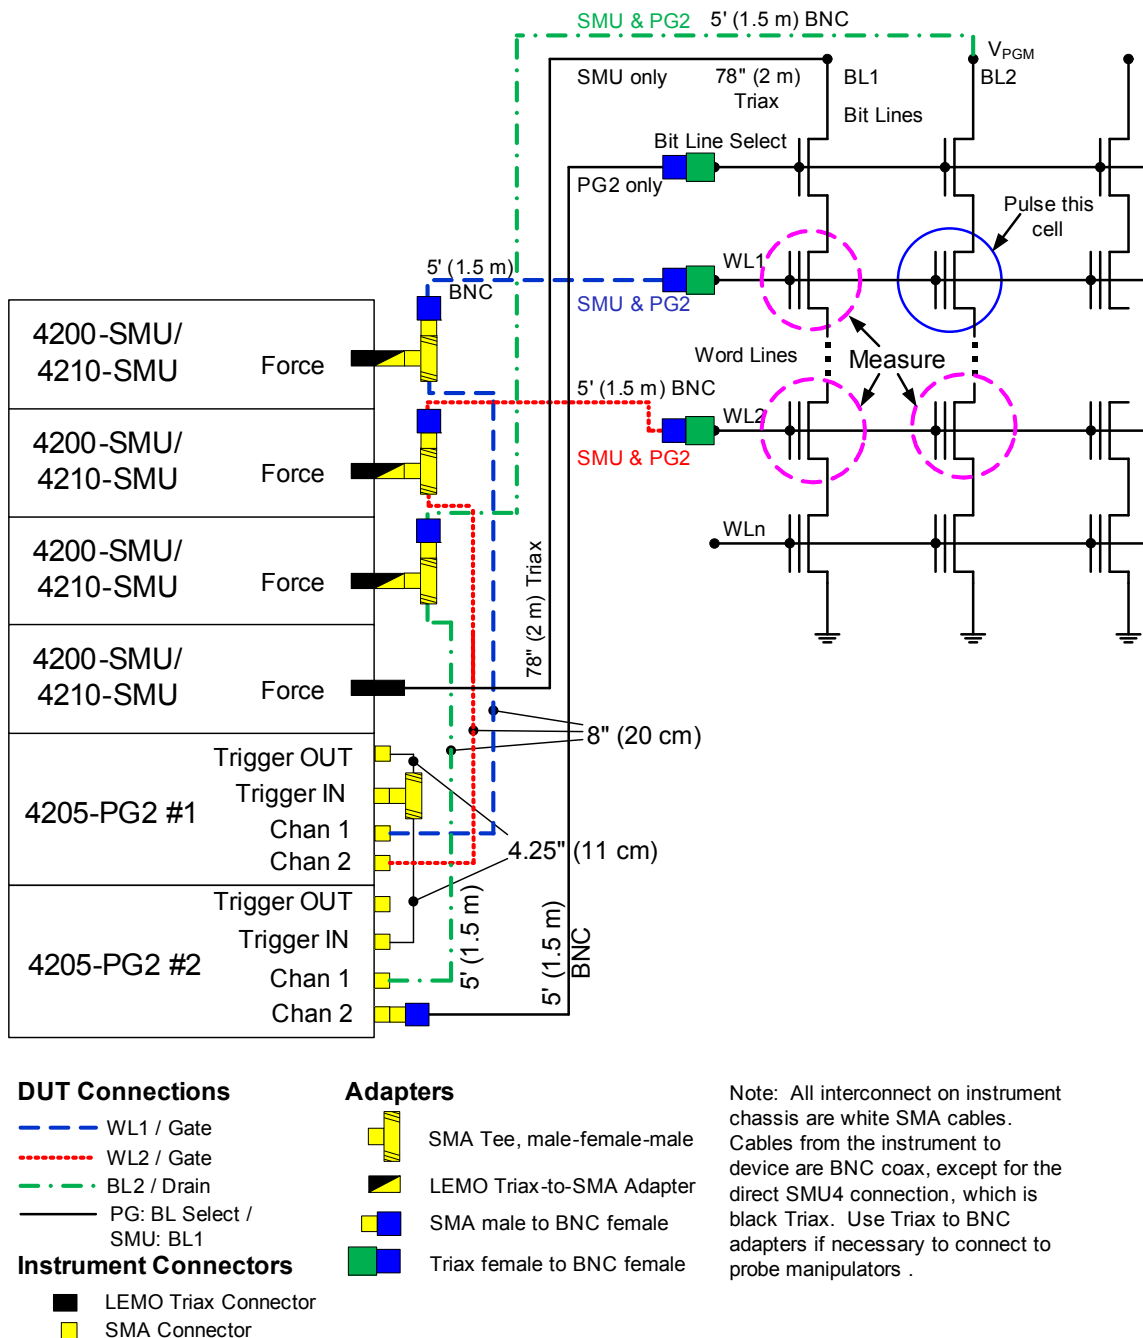 SMU & PG2 5' (1.5 m) BNC
VPGM
SMU only
78" (2 m)
Triax
BL1
BL2
Bit Lines
Bit Line Select
PG2 only
Pulse this
cell
5' (1.5 m)
BNC
WL1
SMU & PG2
Word Lines
Measure
5' (1.5 m) BNC
WL2
SMU & PG2
WLn
4200-SMU/
4210-SMU
Force
4200-SMU/
4210-SMU
Force
4200-SMU/
4210-SMU
Force
4200-SMU/
4210-SMU
Force
78" (2 m) Triax
8" (20 cm)
4205-PG2 #1
Trigger OUT
Trigger IN
Chan 1
Chan 2
4.25" (11 cm)
4205-PG2 #2
Trigger OUT
Trigger IN
Chan 1
Chan 2
5' (1.5 m)
5' (1.5 m)
BNC
DUT Connections
WL1 / Gate
WL2 / Gate
BL2 / Drain
PG: BL Select /
SMU: BL1
Instrument Connectors
LEMO Triax Connector
SMA Connector
Adapters
SMA Tee, male-female-male
LEMO Triax-to-SMA Adapter
SMA male to BNC female
Triax female to BNC female
Note: All interconnect on instrument
chassis are white SMA cables.
Cables from the instrument to
device are BNC coax, except for the
direct SMU4 connection, which is
black Triax. Use Triax to BNC
adapters if necessary to connect to
probe manipulators .